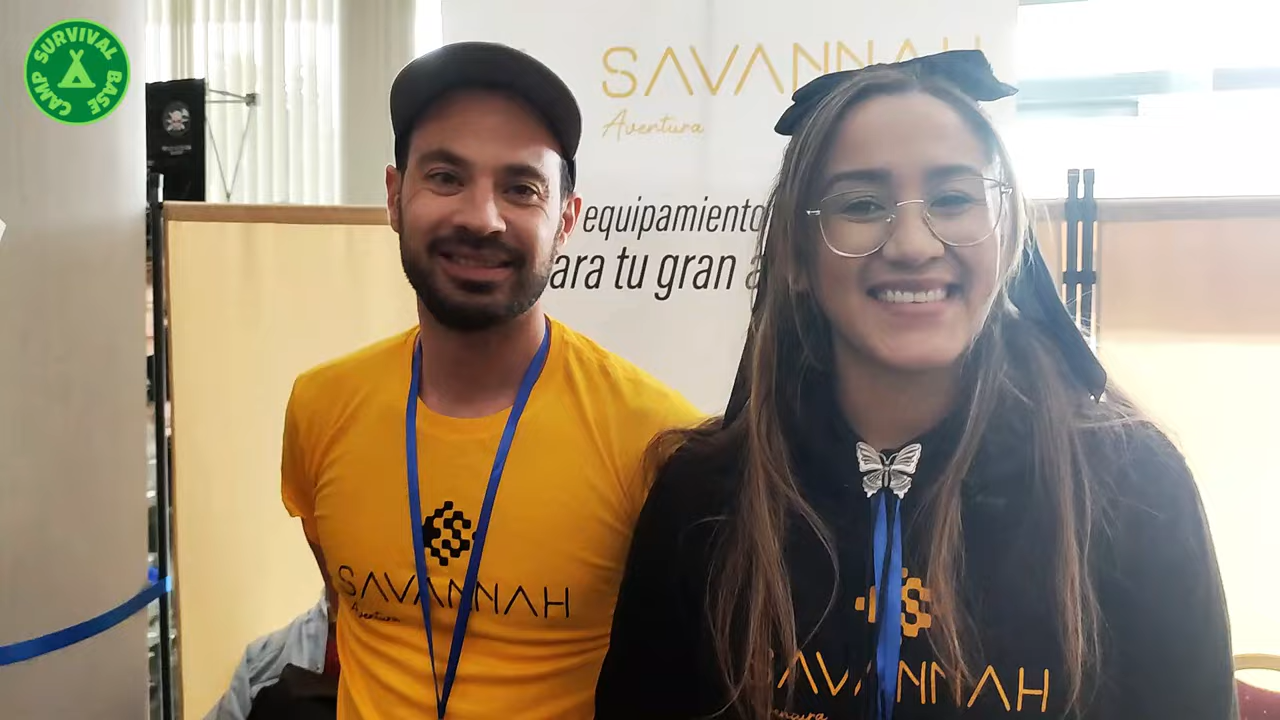 SURVIVAL
CAMP BASE
SAVANNAH
Aventura
equipamiento
ara tu gran a
SAVANNAH
Aventura
SAVANNAH